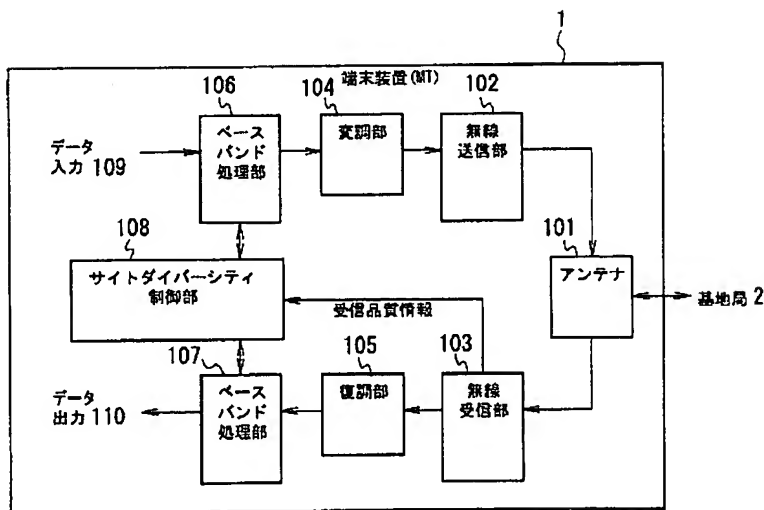 1
端末装置(MT)
106
ベース
バンド
処理部
104
変調部
102
無線
送信部
データ
入力 109
108
サイトダイバーシティ
制御部
101
アンテナ
基地局 2
受信品質情報
107
ベース
バンド
処理部
105
復調部
103
無線
受信部
データ
出力 110